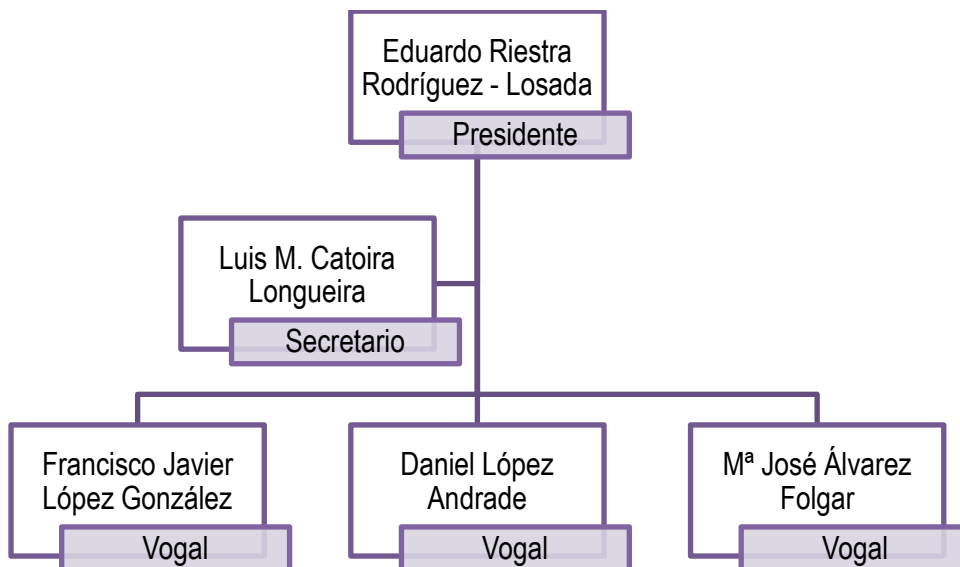 Eduardo Riestra
Rodríguez - Losada
Presidente
Luis M. Catoira
Longueira
Secretario
Francisco Javier
López González
Vogal
Daniel López
Andrade
Vogal
Mª José Álvarez
Folgar
Vogal